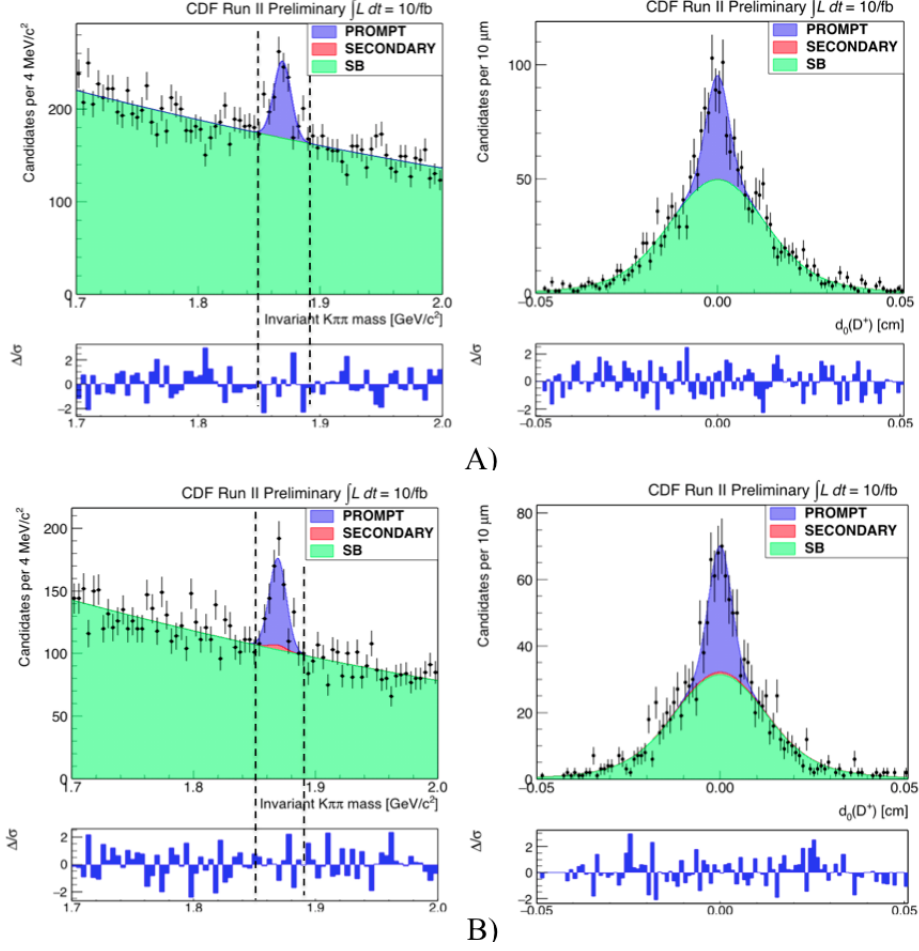 CDF Run II Preliminary ∫L dt = 10/fb
Candidates per 4 MeV/c²
PROMPT
SECONDARY
SB
200
100
0
1.7 1.8 1.9 2.0
Invariant Kππ mass [GeV/c²]
Δ/σ
2
0
−2
1.7 1.8 1.9 2.0
CDF Run II Preliminary ∫L dt = 10/fb
Candidates per 10 μm
PROMPT
SECONDARY
SB
100
50
0
−0.05 0.00 0.05
d₀(D⁺) [cm]
Δ/σ
2
0
−2
−0.05 0.00 0.05
A)
CDF Run II Preliminary ∫L dt = 10/fb
Candidates per 4 MeV/c²
PROMPT
SECONDARY
SB
200
150
100
50
0
1.7 1.8 1.9 2.0
Invariant Kππ mass [GeV/c²]
Δ/σ
2
0
−2
1.7 1.8 1.9 2.0
CDF Run II Preliminary ∫L dt = 10/fb
Candidates per 10 μm
PROMPT
SECONDARY
SB
80
60
40
20
0
−0.05 0.00 0.05
d₀(D⁺) [cm]
Δ/σ
2
0
−2
−0.05 0.00 0.05
B)